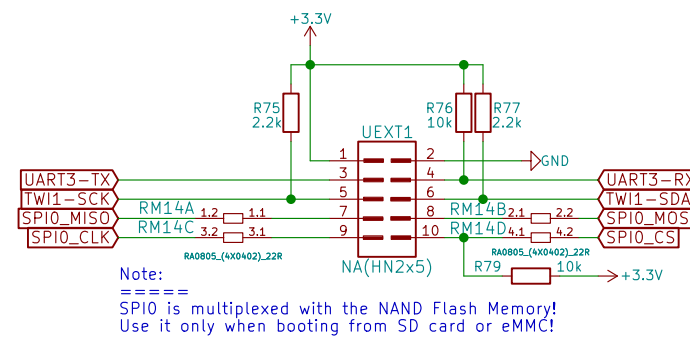 +3.3V
R75
2.2k
R76
10k
R77
2.2k
UEXT1
1
2
GND
UART3-TX
3
4
UART3-RX
TWI1-SCK
5
6
TWI1-SDA
SPI0_MISO
RM14A
1.2
1.1
7
8
RM14B
2.1
2.2
SPI0_MOS
SPI0_CLK
RM14C
3.2
3.1
9
10
RM14D
4.1
4.2
SPI0_CS
RA0805_(4X0402)_22R
RA0805_(4X0402)_22R
NA(HN2x5)
R79
10k
+3.3V
Note:
=====
SPI0 is multiplexed with the NAND Flash Memory!
Use it only when booting from SD card or eMMC!